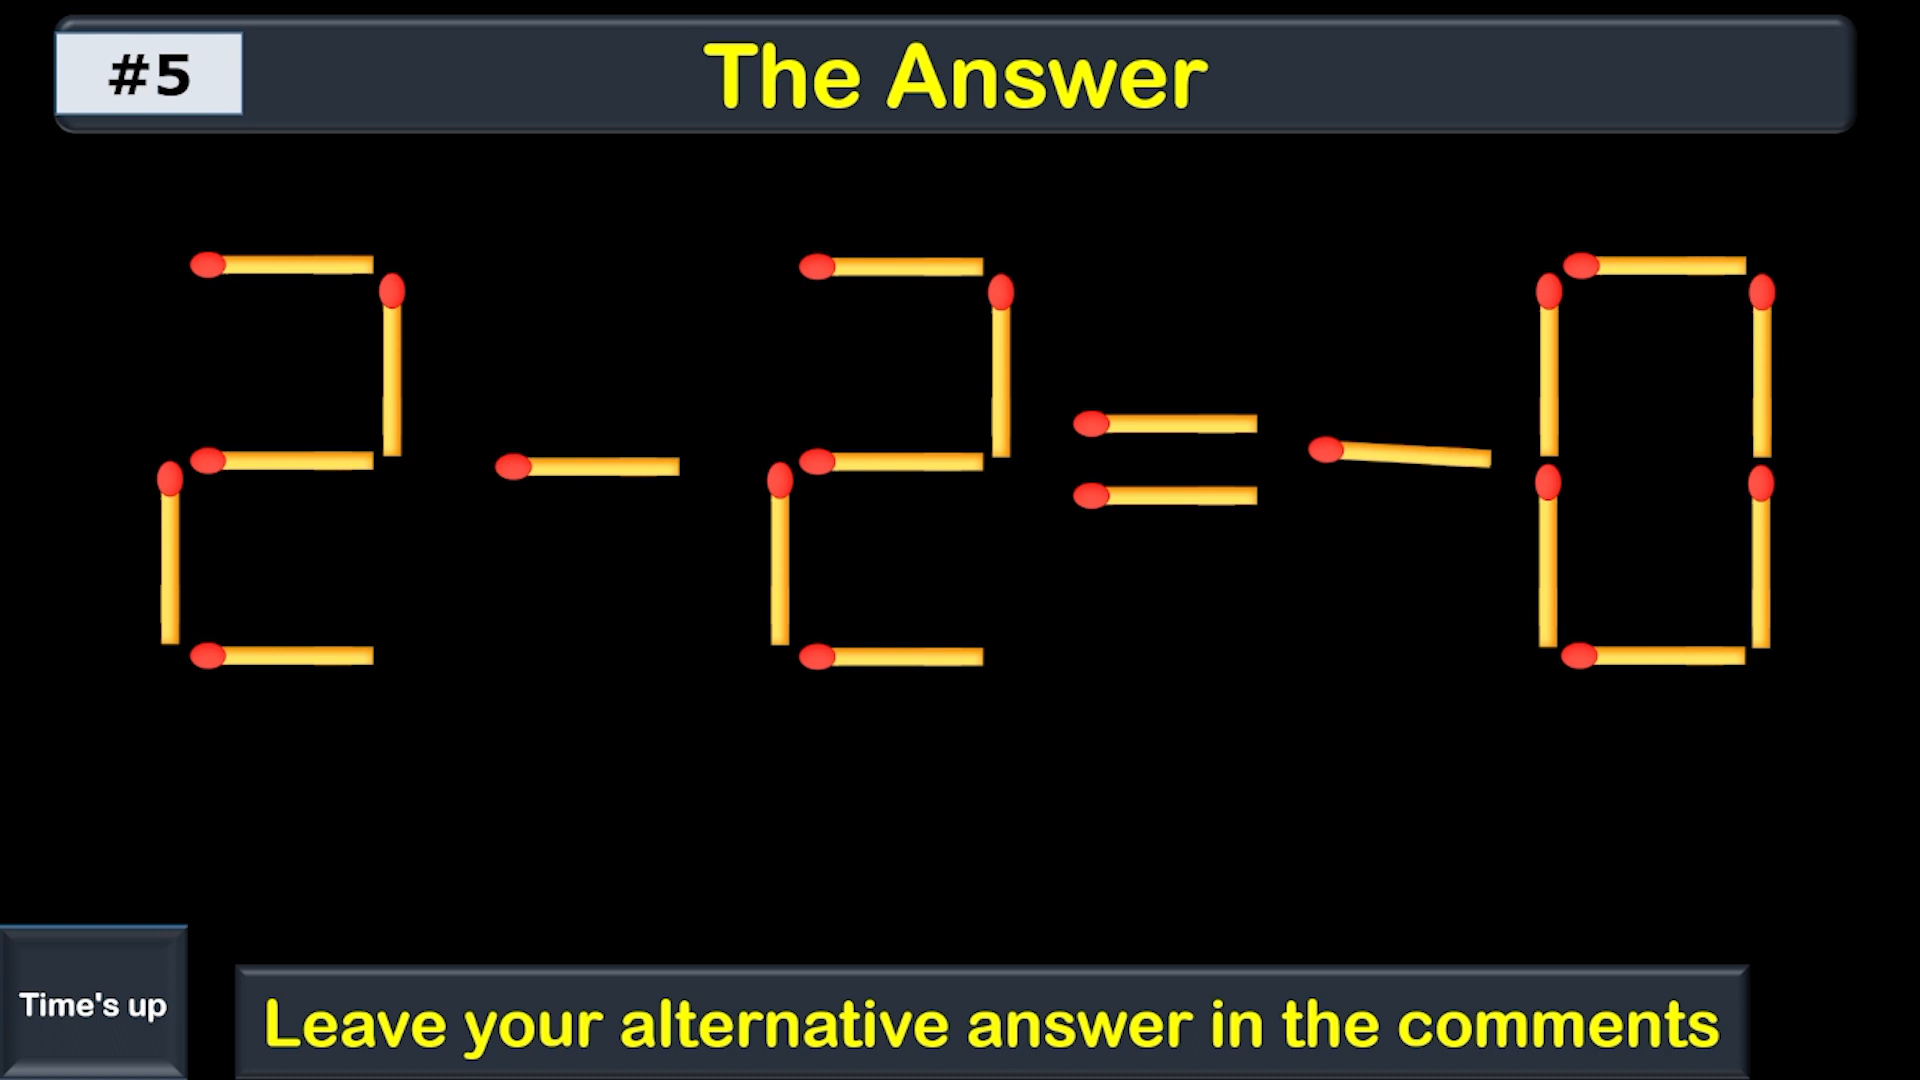 #5
The Answer
2 - 2 = - 0
Time's up
Leave your alternative answer in the comments